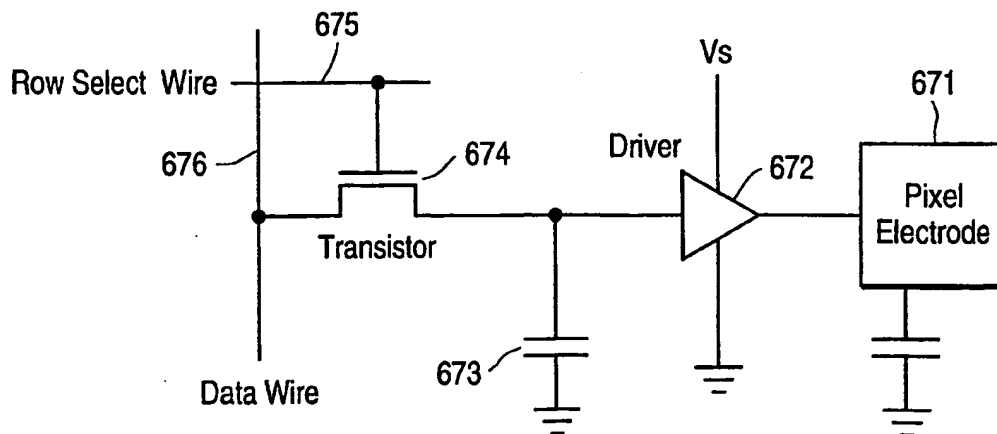 675
Vs
Row Select Wire
671
676
674
Driver
672
Pixel
Electrode
Transistor
673
Data Wire